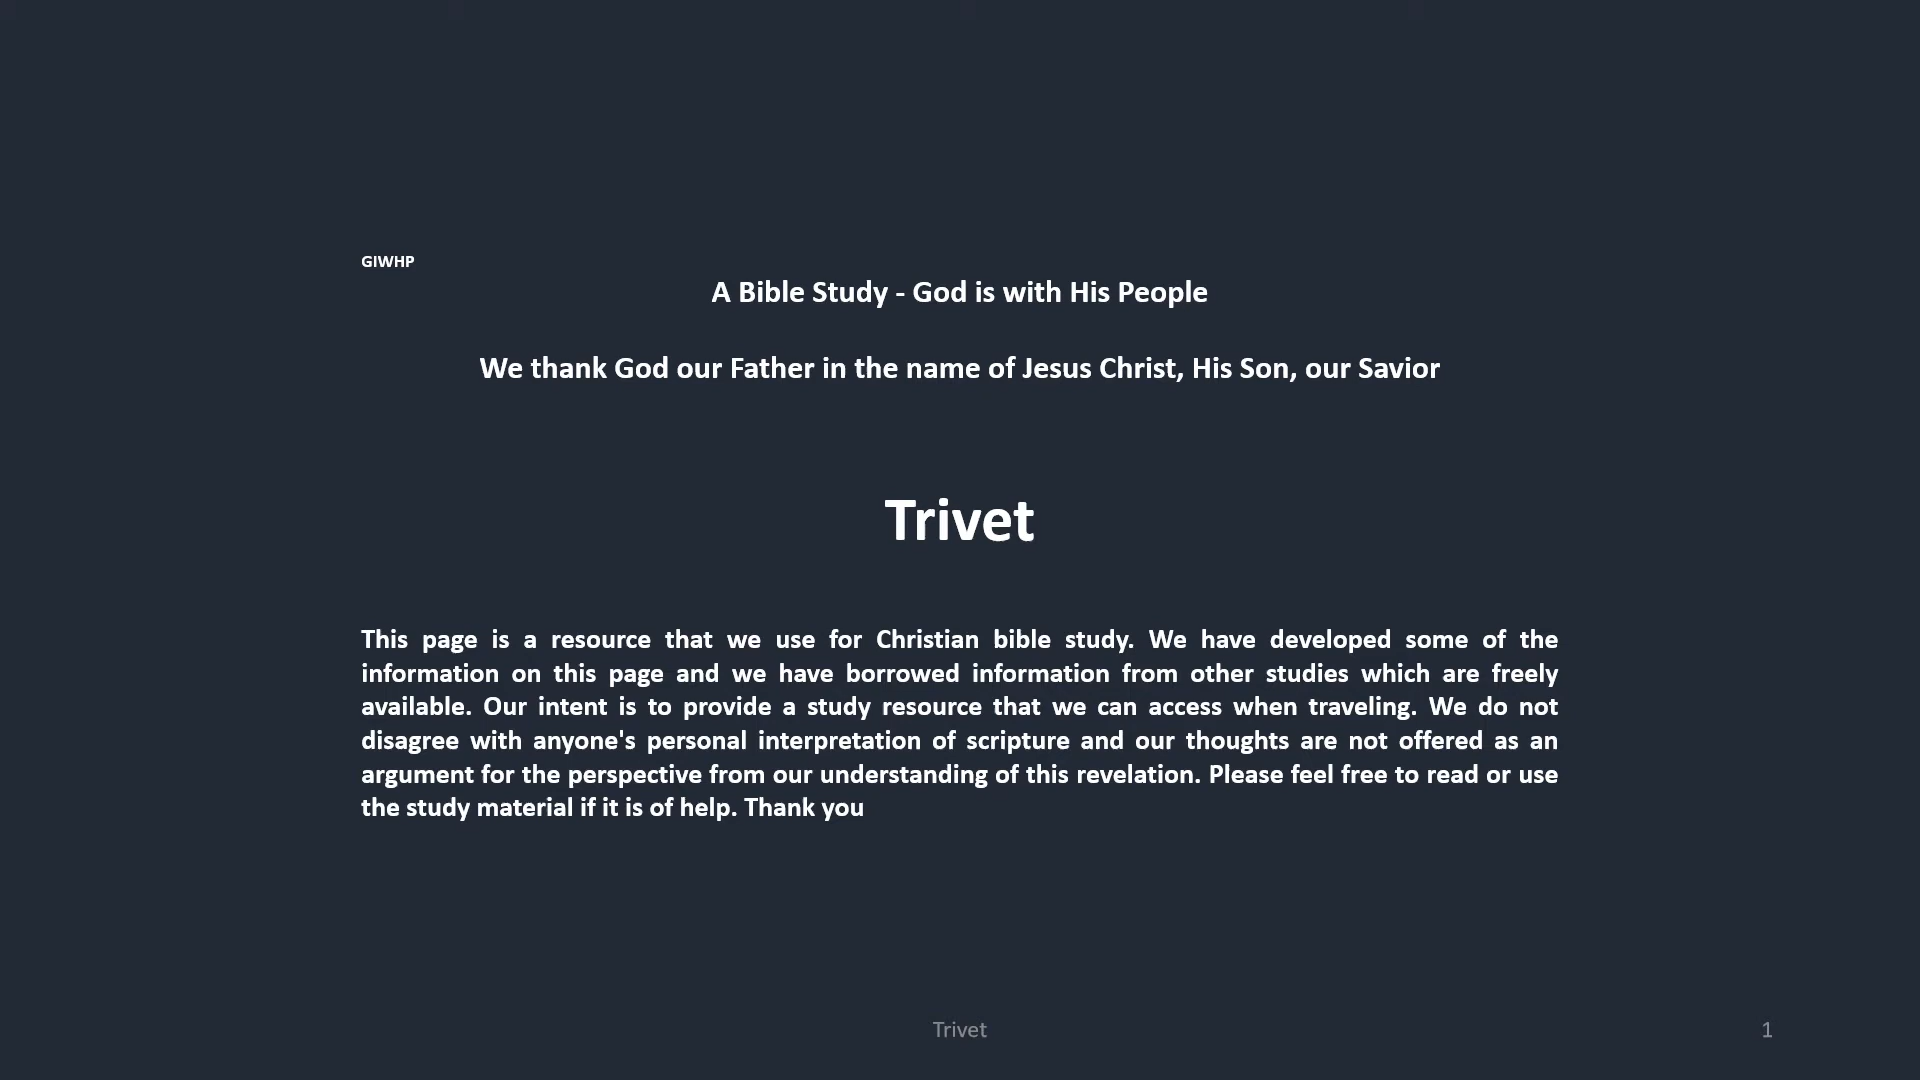 GIWHP
A Bible Study - God is with His People
We thank God our Father in the name of Jesus Christ, His Son, our Savior
Trivet
This page is a resource that we use for Christian bible study. We have developed some of the
information on this page and we have borrowed information from other studies which are freely
available. Our intent is to provide a study resource that we can access when traveling. We do not
disagree with anyone's personal interpretation of scripture and our thoughts are not offered as an
argument for the perspective from our understanding of this revelation. Please feel free to read or use
the study material if it is of help. Thank you
Trivet
1